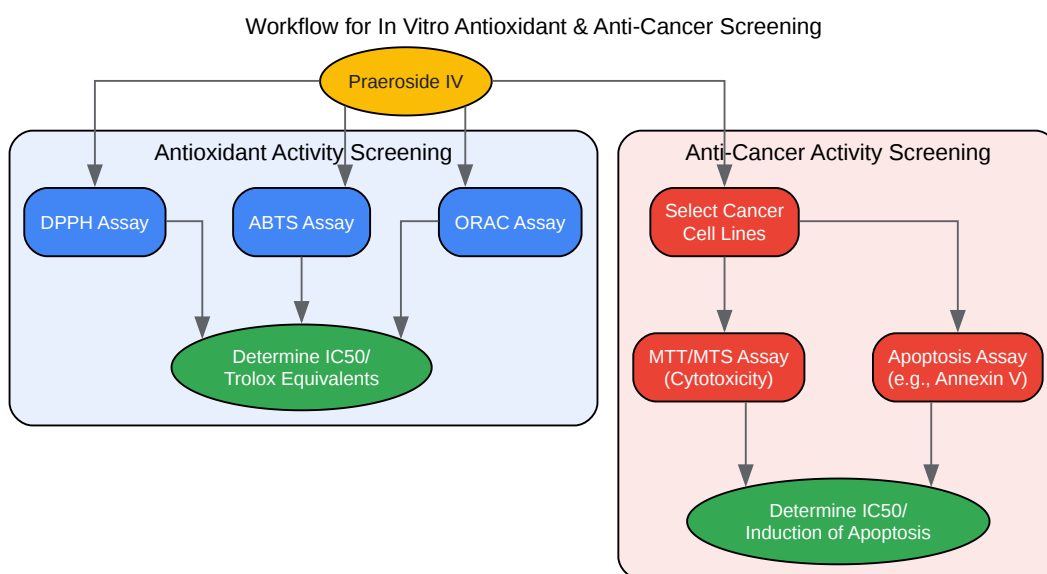 Workflow for In Vitro Antioxidant & Anti-Cancer Screening
Praeroside IV
Antioxidant Activity Screening
Anti-Cancer Activity Screening
DPPH Assay
ABTS Assay
ORAC Assay
Select Cancer
Cell Lines
Determine IC50/
Trolox Equivalents
MTT/MTS Assay
(Cytotoxicity)
Apoptosis Assay
(e.g., Annexin V)
Determine IC50/
Induction of Apoptosis